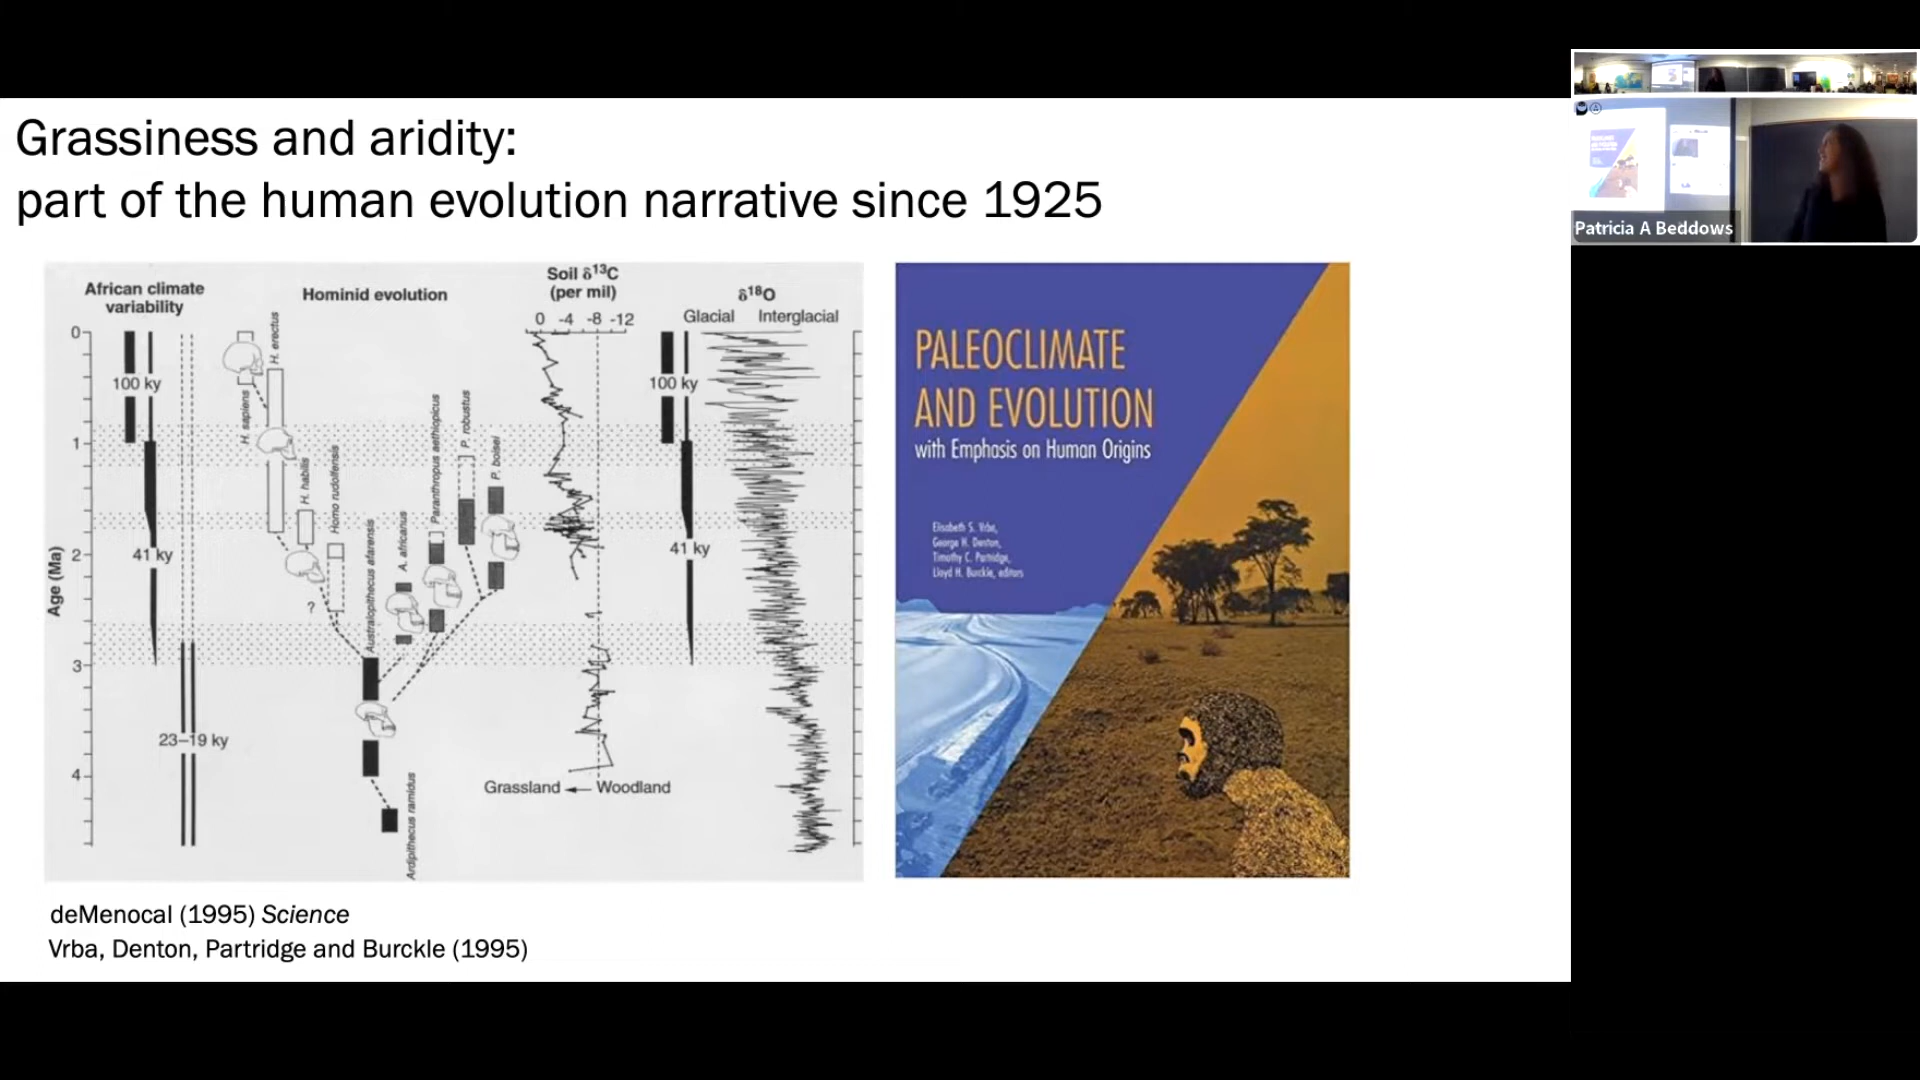 Grassiness and aridity:
part of the human evolution narrative since 1925
African climate
variability
Hominid evolution
Soil δ¹³C
(per mil)
0 -4 -8 -12
δ¹⁸O
Glacial Interglacial
Age (Ma)
0
1
2
3
4
100 ky
41 ky
23–19 ky
H. sapiens
H. erectus
H. habilis
Homo rudolfensis
?
Australopithecus afarensis
A. africanus
Paranthropus aethiopicus
P. robustus
P. boisei
Ardipithecus ramidus
Grassland Woodland
100 ky
41 ky
PALEOCLIMATE
AND EVOLUTION
with Emphasis on Human Origins
Elisabeth S. Vrba,
George H. Denton,
Timothy C. Partridge,
Lloyd H. Burckle, editors
deMenocal (1995) Science
Vrba, Denton, Partridge and Burckle (1995)
Patricia A Beddows